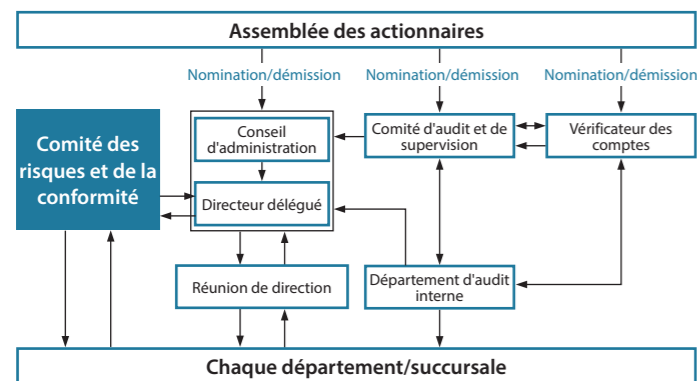 Assemblée des actionnaires
Nomination/démission
Nomination/démission
Nomination/démission
Comité des
risques et de la
conformité
Conseil
d'administration
Comité d'audit et de
supervision
Vérificateur des
comptes
Directeur délégué
Réunion de direction
Départment d'audit
interne
Chaque département/succursale